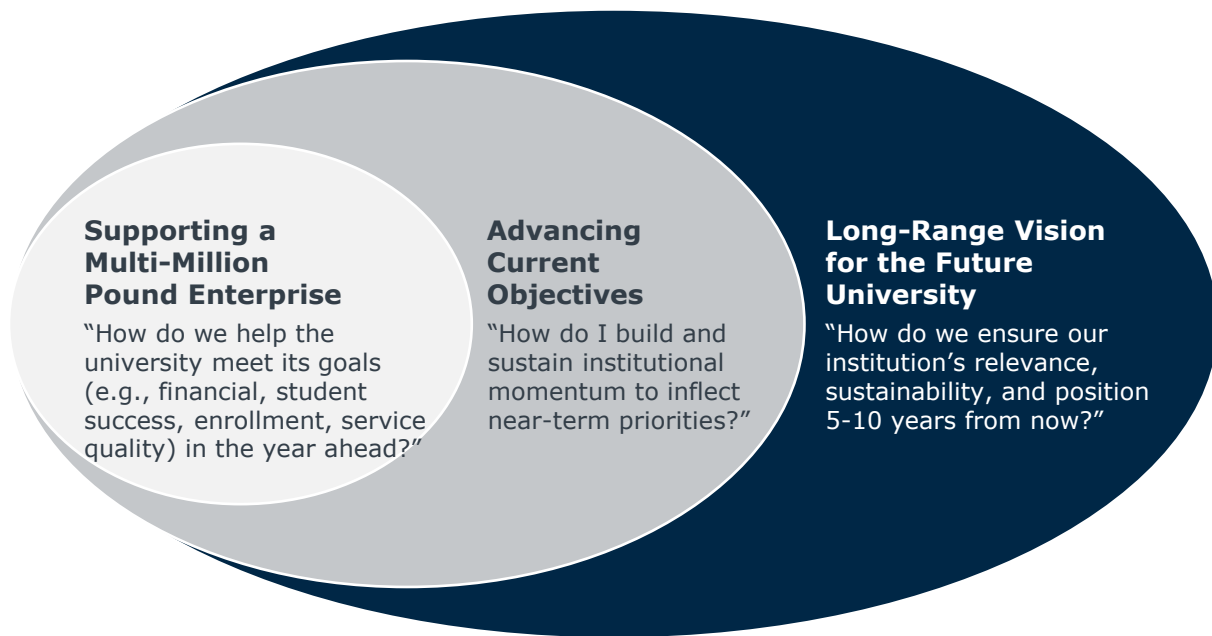 Supporting a
Multi-Million
Pound Enterprise
“How do we help the
university meet its goals
(e.g., financial, student
success, enrollment, service
quality) in the year ahead?”
Advancing
Current
Objectives
“How do I build and
sustain institutional
momentum to inflect
near-term priorities?”
Long-Range Vision
for the Future
University
“How do we ensure our
institution’s relevance,
sustainability, and position
5-10 years from now?”